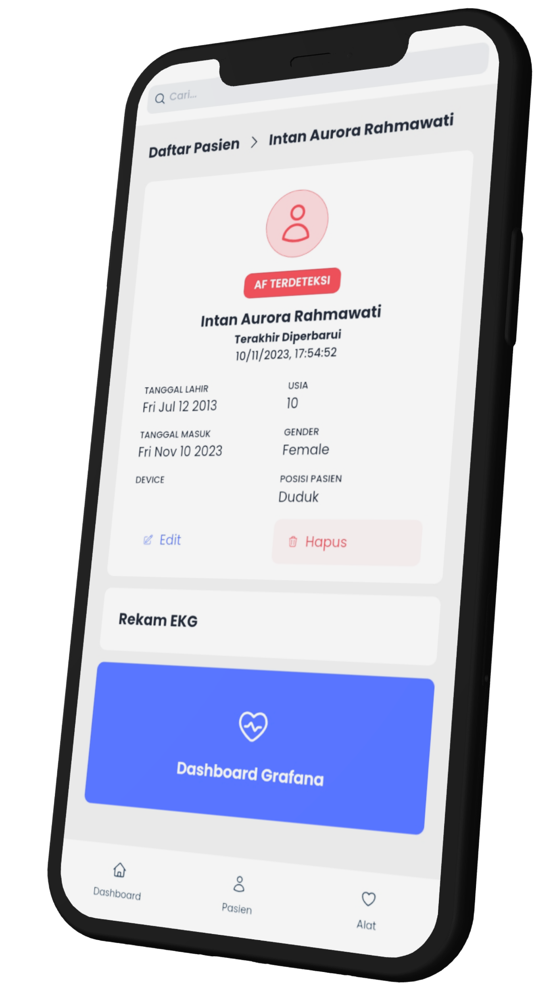 Cari...
Daftar Pasien > Intan Aurora Rahmawati
AF TERDETEKSI
Intan Aurora Rahmawati
Terakhir Diperbarui
10/11/2023, 17:54:52
TANGGAL LAHIR
Fri Jul 12 2013
USIA
10
TANGGAL MASUK
Fri Nov 10 2023
GENDER
Female
DEVICE
POSISI PASIEN
Duduk
Edit
Hapus
Rekam EKG
Dashboard Grafana
Dashboard
Pasien
Alat